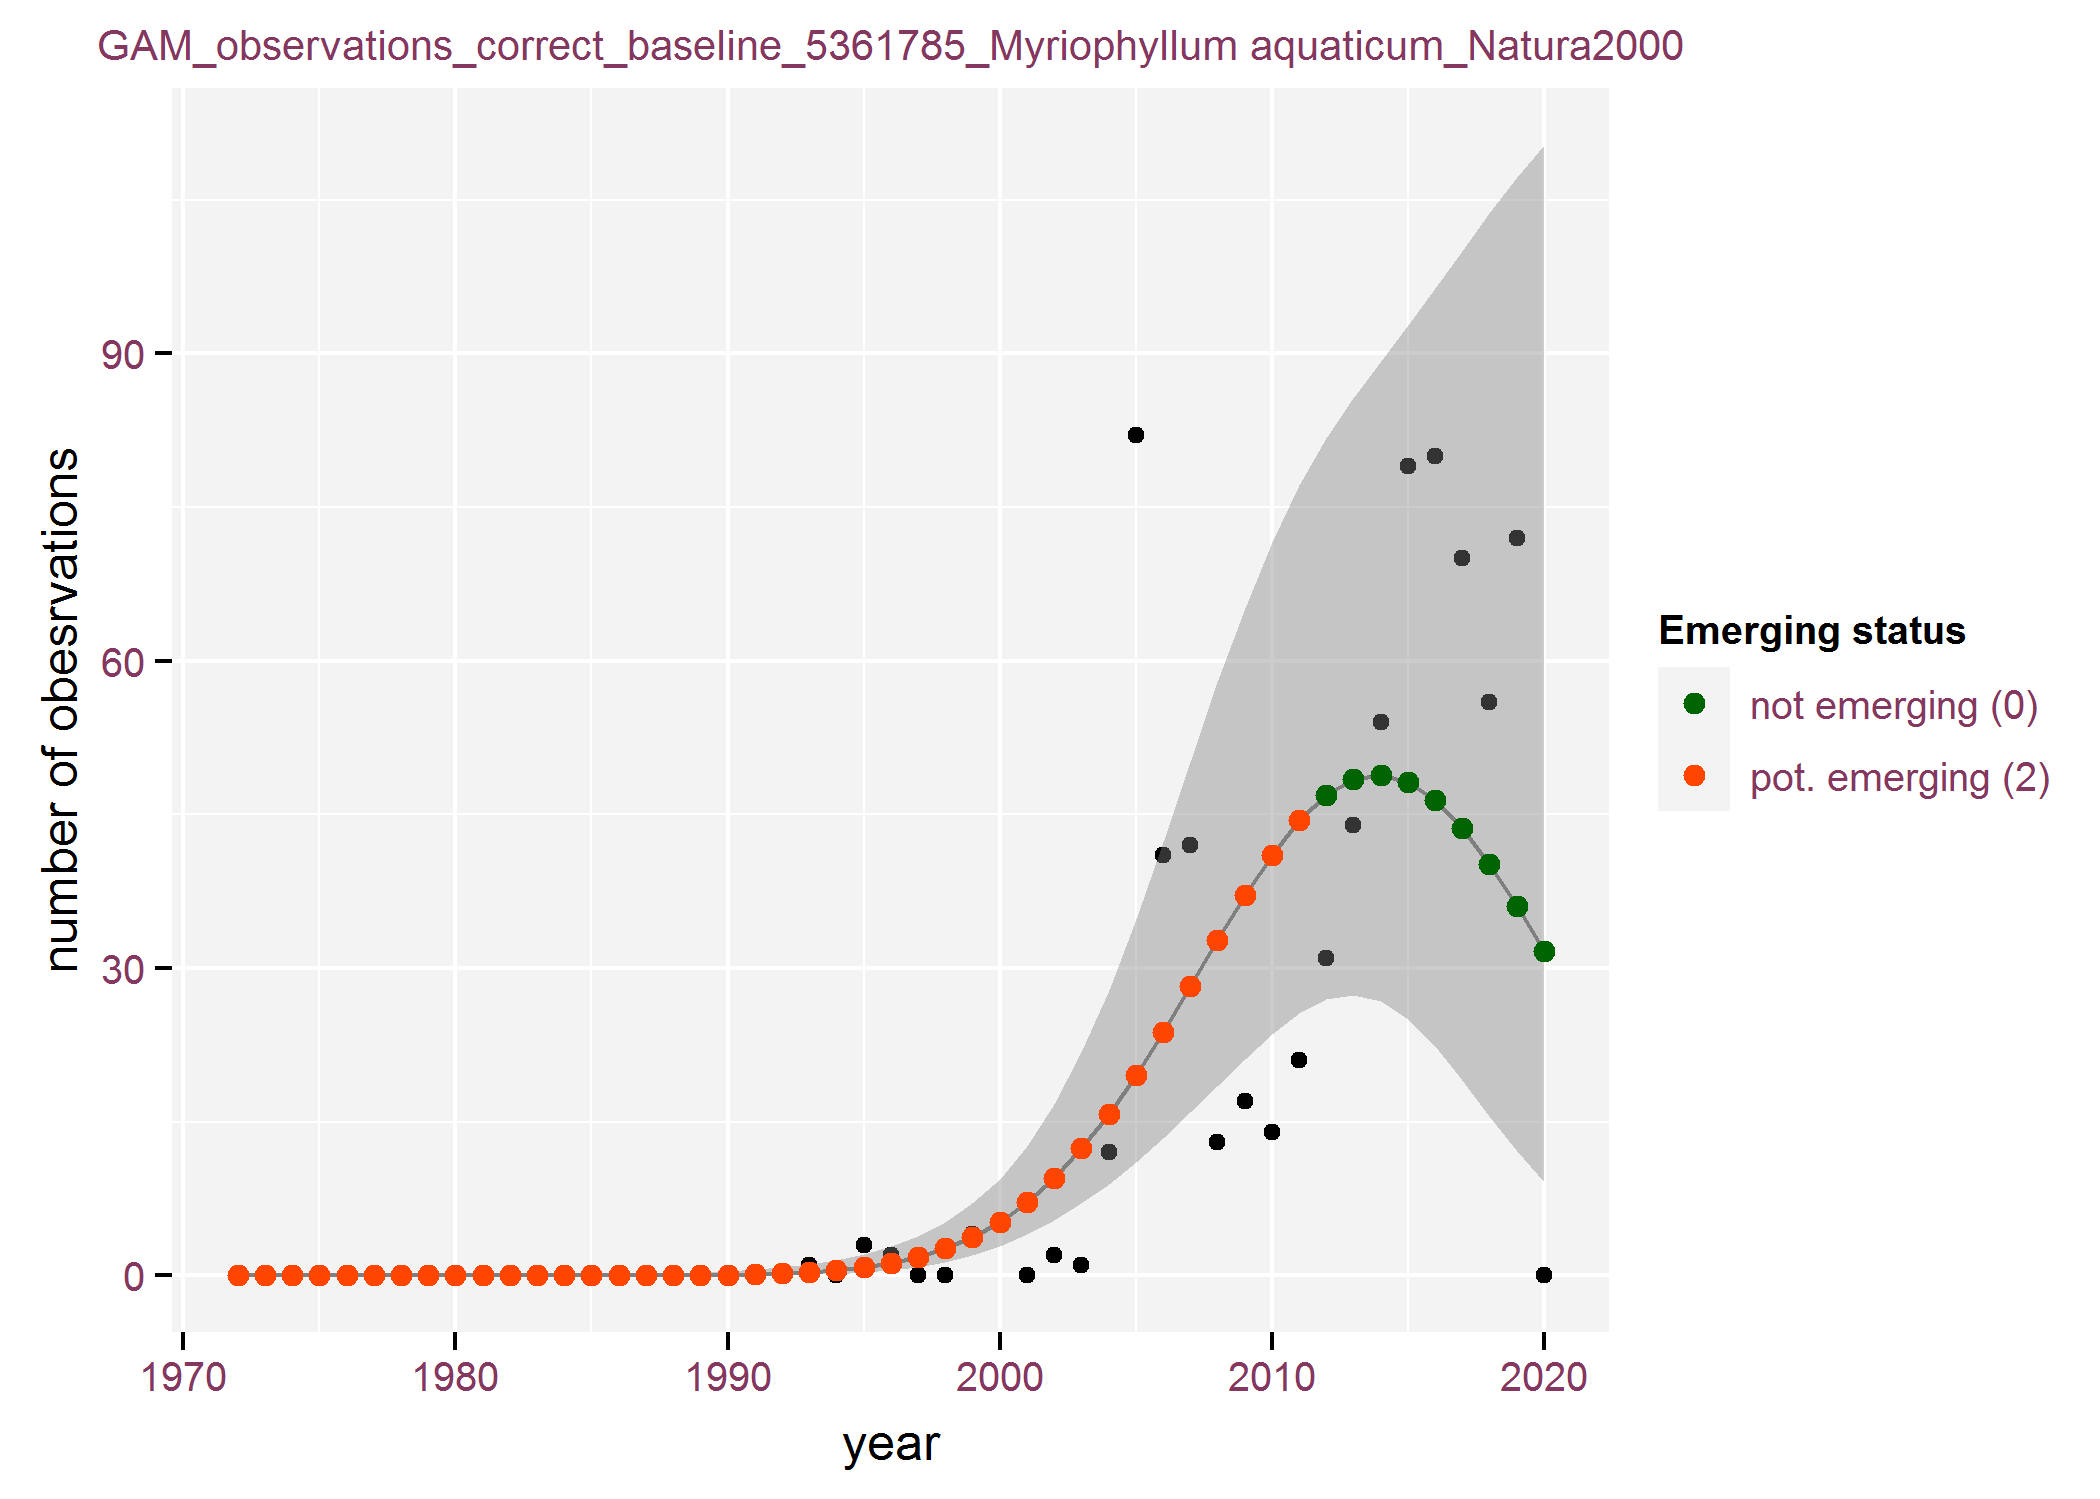 GAM_observations_correct_baseline_5361785_Myriophyllum aquaticum_Natura2000
number of obesrvations
90
60
30
0
1970 1980 1990 2000 2010 2020
year
Emerging status
not emerging (0)
pot. emerging (2)